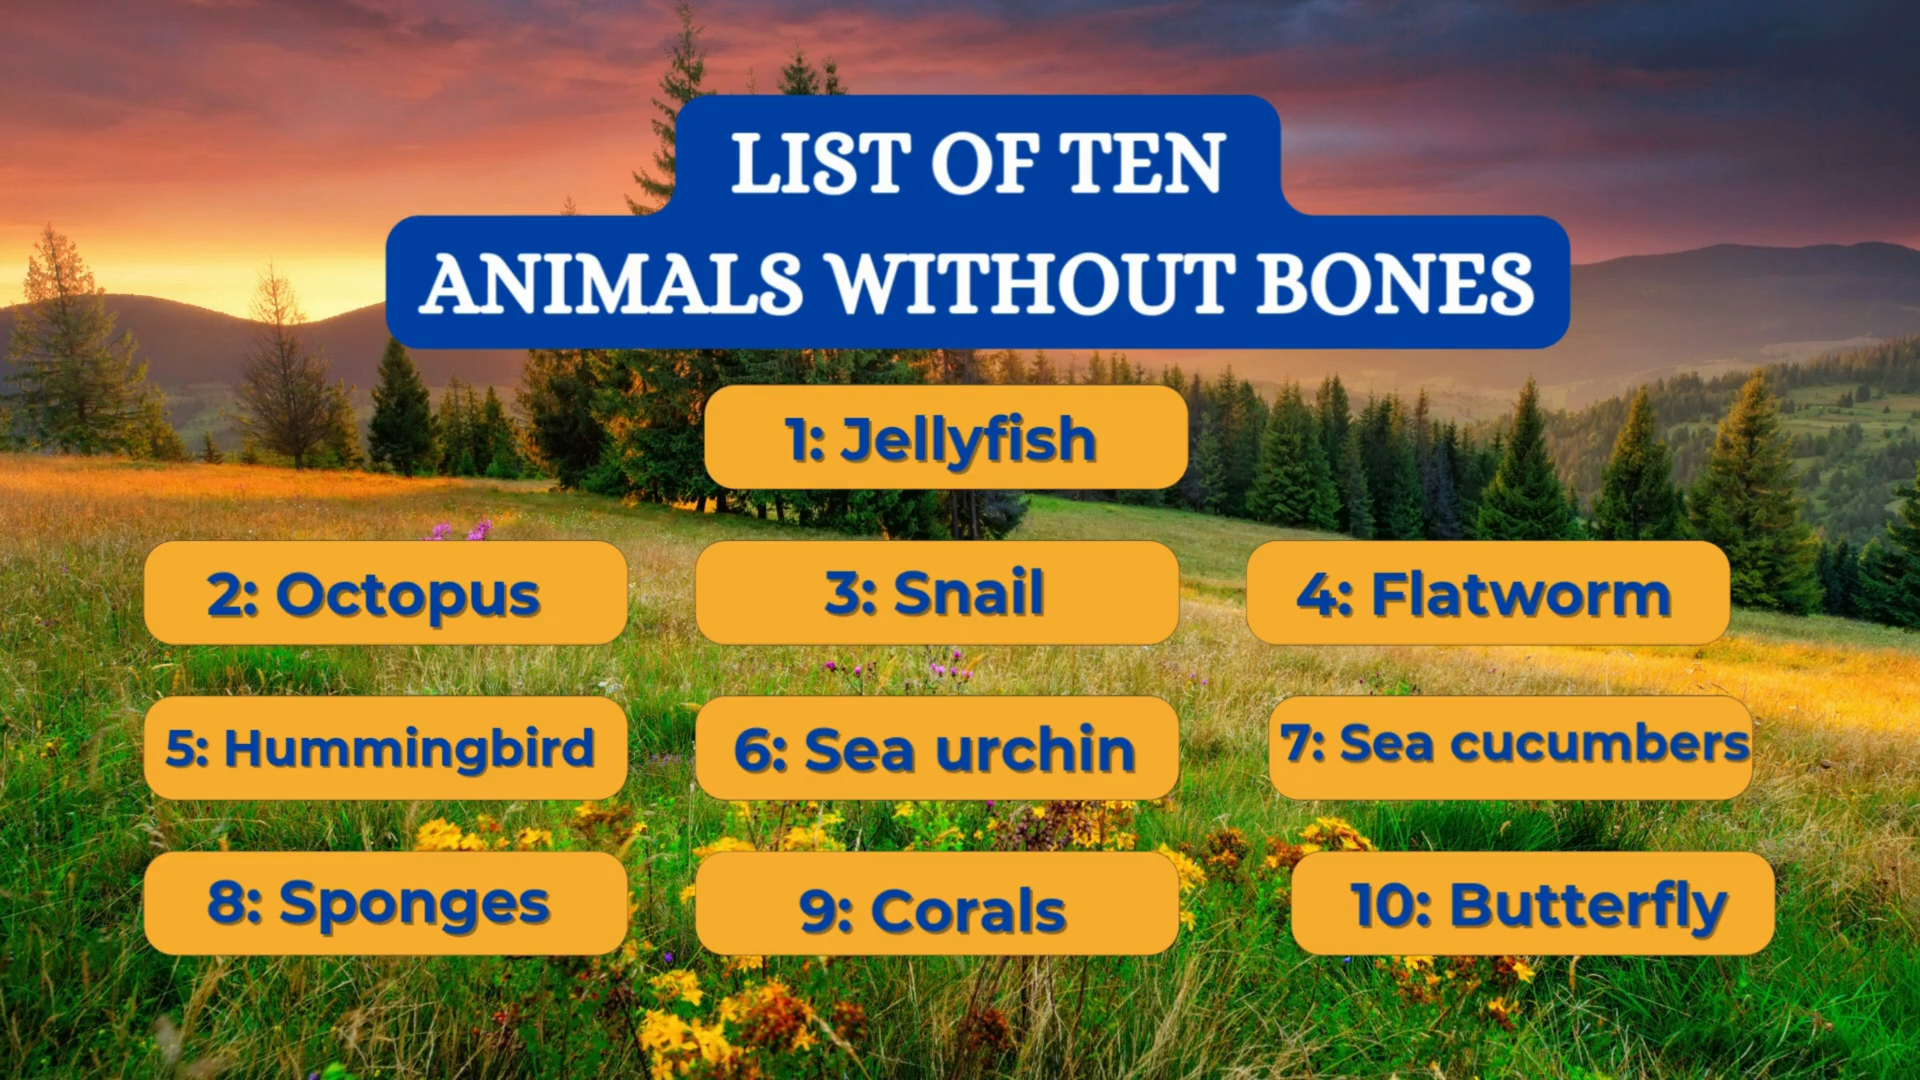 LIST OF TEN
ANIMALS WITHOUT BONES
1: Jellyfish
2: Octopus
3: Snail
4: Flatworm
5: Hummingbird
6: Sea urchin
7: Sea cucumbers
8: Sponges
9: Corals
10: Butterfly